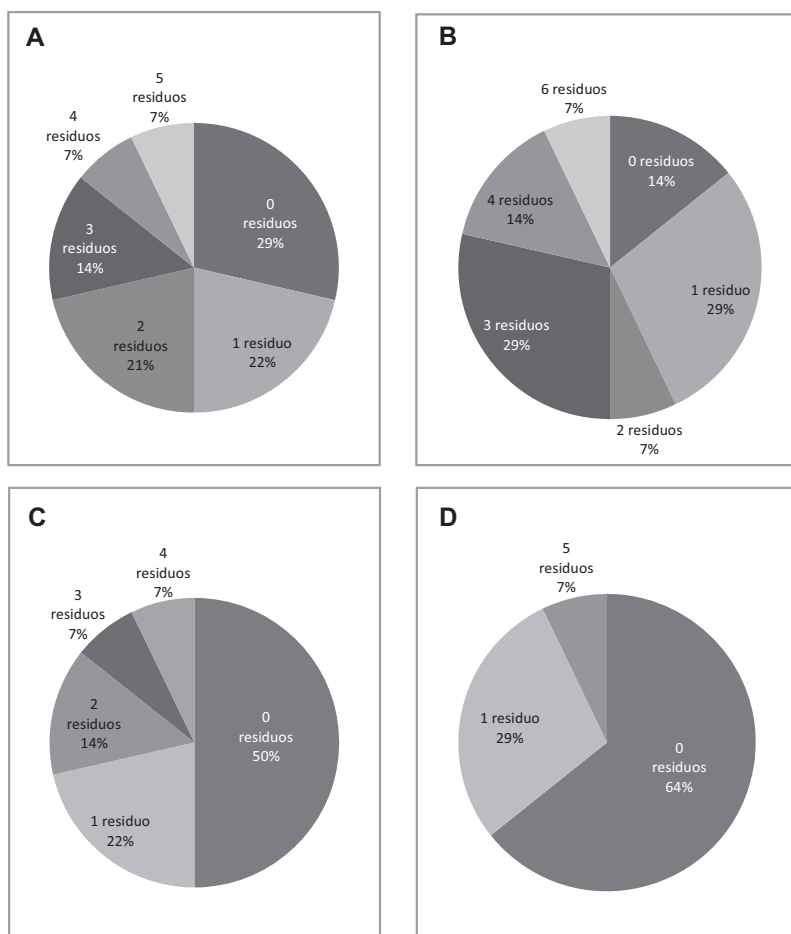 A
5
residuos
7%
4
residuos
7%
3
residuos
14%
2
residuos
21%
1 residuo
22%
0
residuos
29%
B
6 residuos
7%
0 residuos
14%
4 residuos
14%
1 residuo
29%
3 residuos
29%
2 residuos
7%
C
4
residuos
7%
3
residuos
7%
2
residuos
14%
0
residuos
50%
1 residuo
22%
D
5
residuos
7%
1 residuo
29%
0
residuos
64%